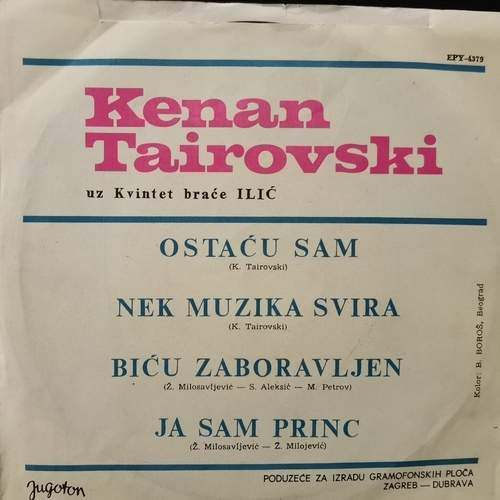 EPY-4379
Kenan
Tairovski
uz Kvintet braće ILIĆ
OSTAĆU SAM
(K. Tairovski)
NEK MUZIKA SVIRA
(K. Tairovski)
BIĆU ZABORAVLJEN
(Ž. Milosavljević — S. Aleksić — M. Petrov)
JA SAM PRINC
(Ž. Milosavljević — Ž. Milojević)
Kolor: B. BOROŠ, Beograd
Jugoton
PODUZEĆE ZA IZRADU GRAMOFONSKIH PLOČA
ZAGREB — DUBRAVA